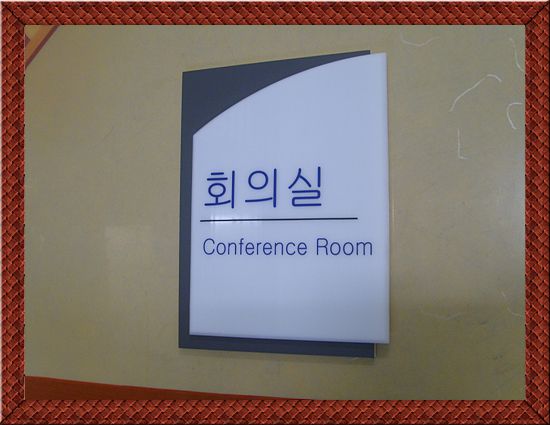 회의실
Conference Room